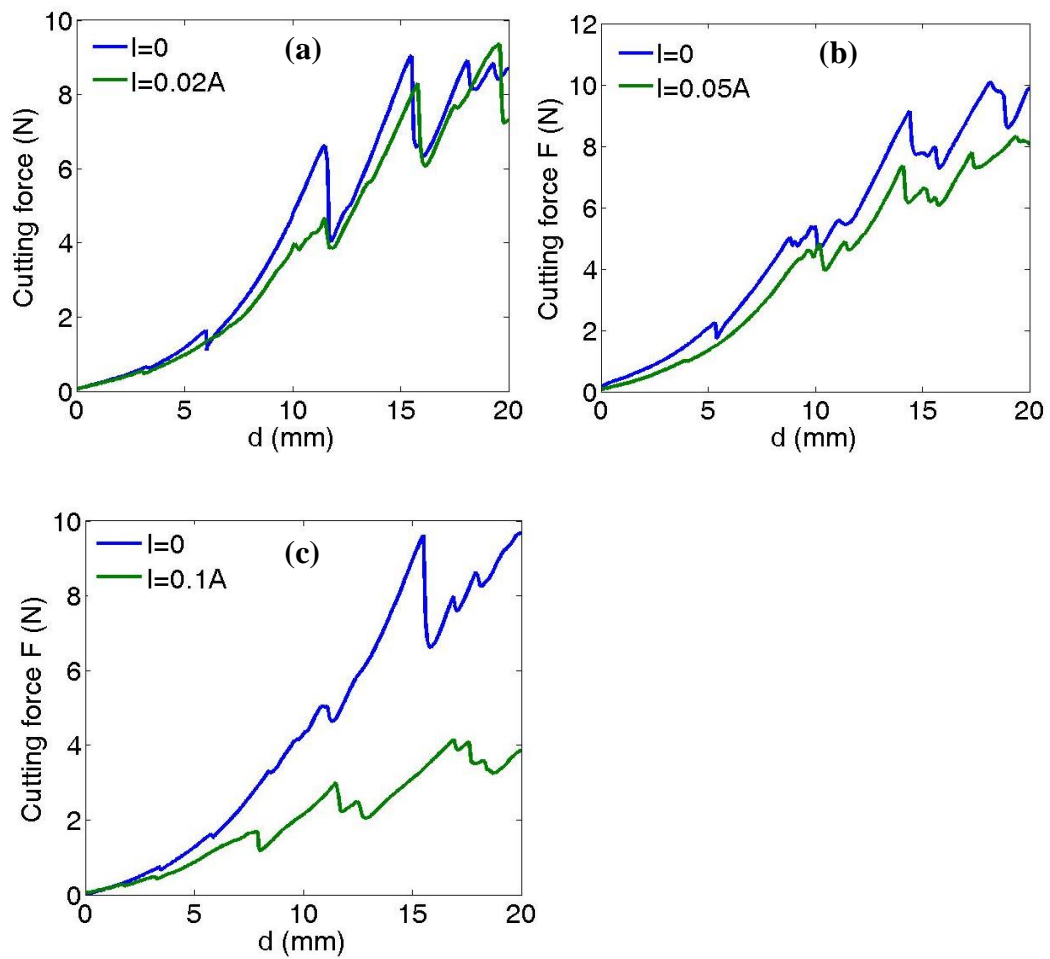 10
8
6
4
2
0
Cutting force (N)
I=0
I=0.02A
(a)
0 5 10 15 20
d (mm)
12
10
8
6
4
2
0
Cutting force F (N)
I=0
I=0.05A
(b)
0 5 10 15 20
d (mm)
10
8
6
4
2
0
Cutting force F (N)
I=0
I=0.1A
(c)
0 5 10 15 20
d (mm)